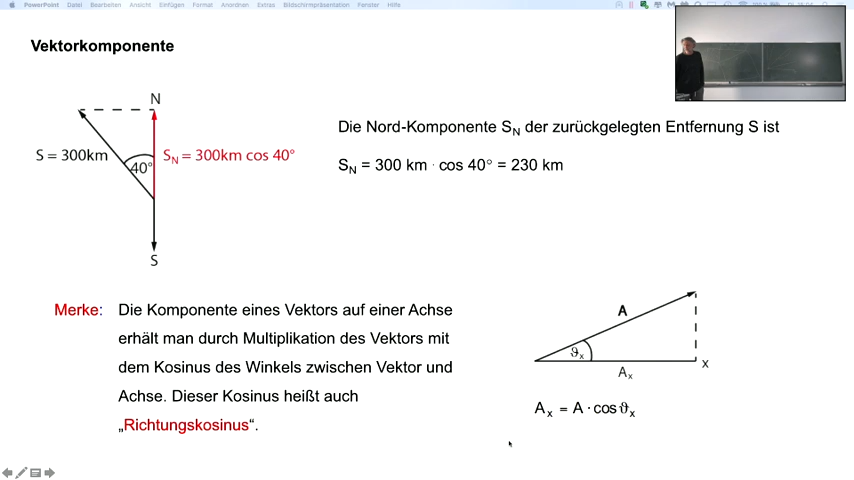 PowerPoint Datei Bearbeiten Ansicht Einfügen Format Anordnen Extras Bildschirmpräsentation Fenster Hilfe
Vektorkomponente
N
S = 300km
40°
S_N = 300km cos 40°
S
Die Nord-Komponente S_N der zurückgelegten Entfernung S ist
S_N = 300 km · cos 40° = 230 km
Merke: Die Komponente eines Vektors auf einer Achse
erhält man durch Multiplikation des Vektors mit
dem Kosinus des Winkels zwischen Vektor und
Achse. Dieser Kosinus heißt auch
„Richtungskosinus“.
A
ϑ_x
x
A_x
A_x = A · cos ϑ_x